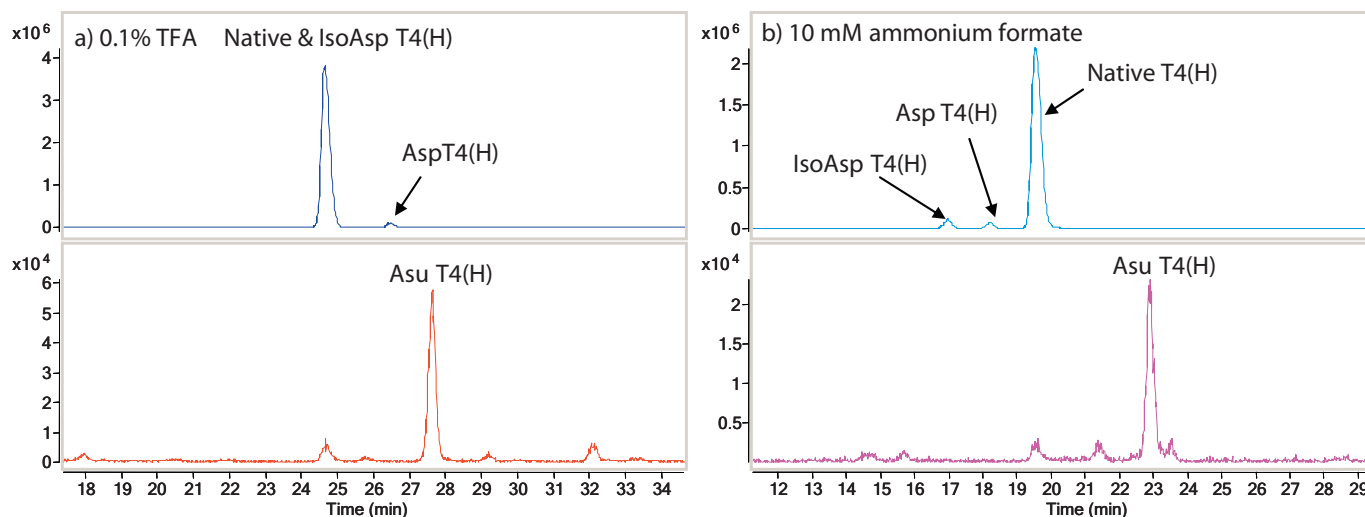 x10⁶
a) 0.1% TFA Native & IsoAsp T4(H)
4
3
2
1
0
AspT4(H)
x10⁴
6
5
4
3
2
1
0
Asu T4(H)
18 19 20 21 22 23 24 25 26 27 28 29 30 31 32 33 34
Time (min)
x10⁶
b) 10 mM ammonium formate
2
1.5
1
0.5
0
Native T4(H)
Asp T4(H)
IsoAsp T4(H)
x10⁴
2
1.5
1
0.5
0
Asu T4(H)
12 13 14 15 16 17 18 19 20 21 22 23 24 25 26 27 28 29
Time (min)